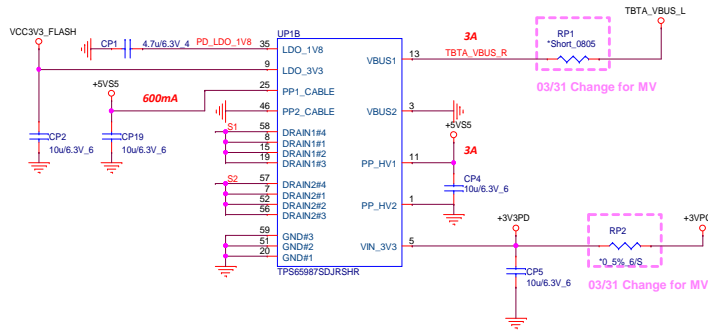 TBTA_VBUS_L
VCC3V3_FLASH
CP1
4.7u/6.3V_4
PD_LDO_1V8
35
UP1B
LDO_1V8
3A
RP1
*Short_0805
9
LDO_3V3
VBUS1
13
TBTA_VBUS_R
+5VS5
600mA
25
PP1_CABLE
03/31 Change for MV
46
PP2_CABLE
VBUS2
3
S1
58
DRAIN1#4
+5VS5
CP2
10u/6.3V_6
CP19
10u/6.3V_6
8
DRAIN1#1
15
DRAIN1#2
19
DRAIN1#3
3A
PP_HV1
11
S2
57
DRAIN2#4
CP4
10u/6.3V_6
7
DRAIN2#1
52
DRAIN2#2
56
DRAIN2#3
PP_HV2
1
+3V3PD
59
GND#3
51
GND#2
20
GND#1
VIN_3V3
5
RP2
*0_5%_6/S
TPS65987SDJRSHR
CP5
10u/6.3V_6
03/31 Change for MV